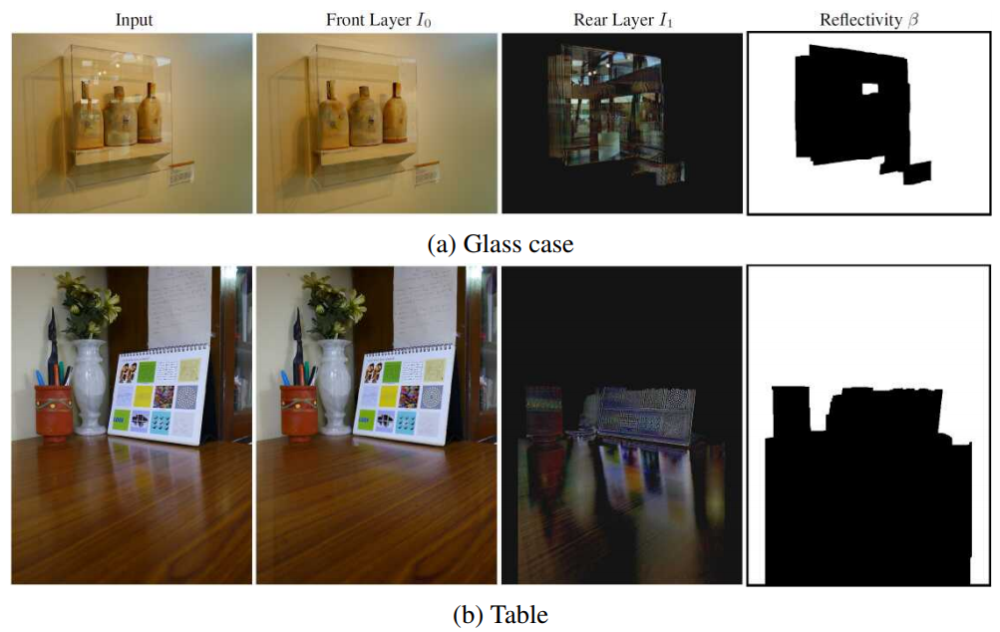 Input
Front Layer I₀
Rear Layer I₁
Reflectivity β
(a) Glass case
(b) Table